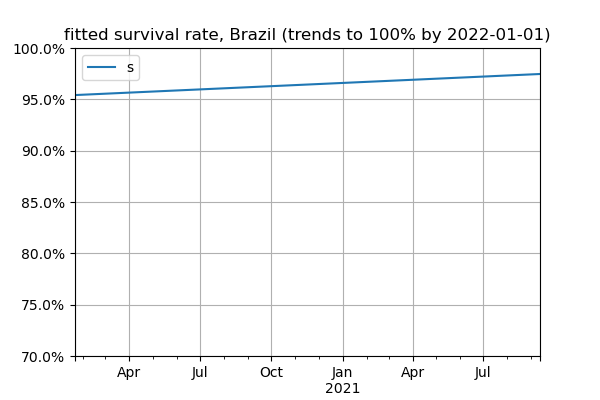 fitted survival rate, Brazil (trends to 100% by 2022-01-01)
100.0%
s
95.0%
90.0%
85.0%
80.0%
75.0%
70.0%
Apr Jul Oct Jan Apr Jul
2021